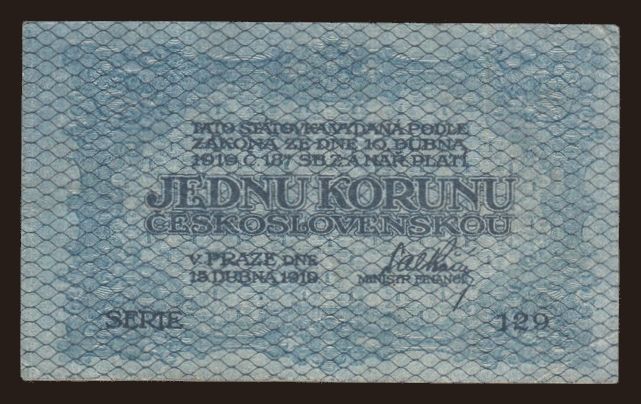 TATO STÁTOVKA VYDANÁ PODLE
ZÁKONA ZE DNE 10. DUBNA
1919, Č. 187 SB. Z. A NAŘ. PLATÍ
JEDNU KORUNU
ČESKOSLOVENSKOU
V PRAZE DNE
15. DUBNA 1919
MINISTR FINANCÍ
SERIE 129